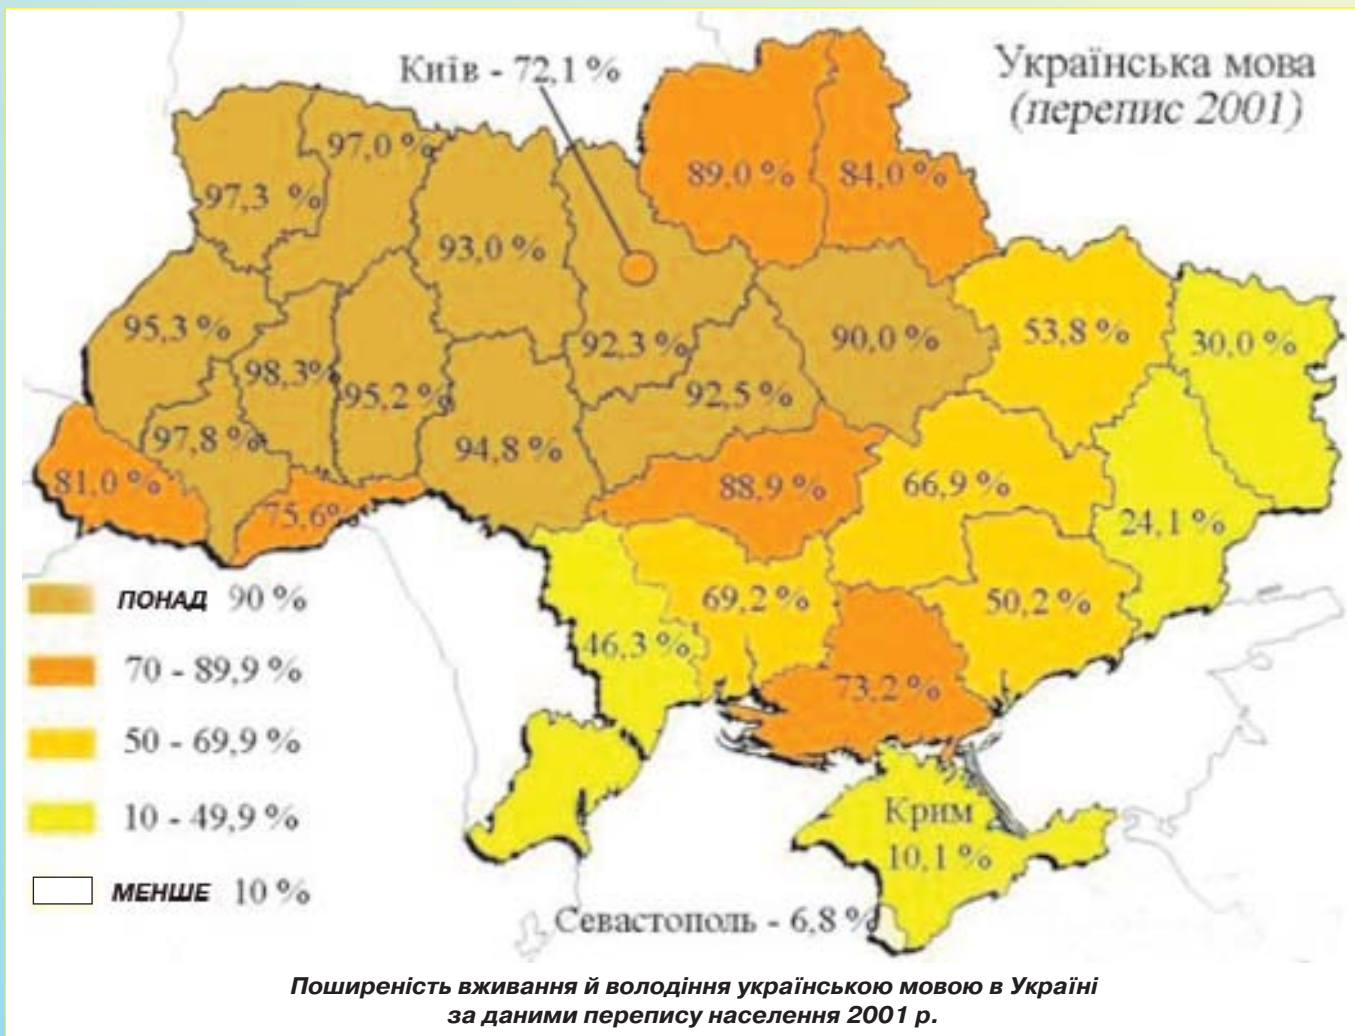 Українська мова
(перепис 2001)
Київ - 72,1 %
97,3 %
97,0 %
93,0 %
89,0 %
84,0 %
95,3 %
98,3%
95,2 %
92,3 %
92,5 %
90,0 %
53,8 %
30,0 %
97,8 %
94,8 %
81,0 %
75,6%
88,9 %
66,9 %
24,1 %
46,3 %
69,2 %
50,2 %
73,2 %
Крим
10,1 %
Севастополь - 6,8 %
ПОНАД 90 %
70 - 89,9 %
50 - 69,9 %
10 - 49,9 %
МЕНШЕ 10 %
Поширеність вживання й володіння українською мовою в Україні
за даними перепису населення 2001 р.